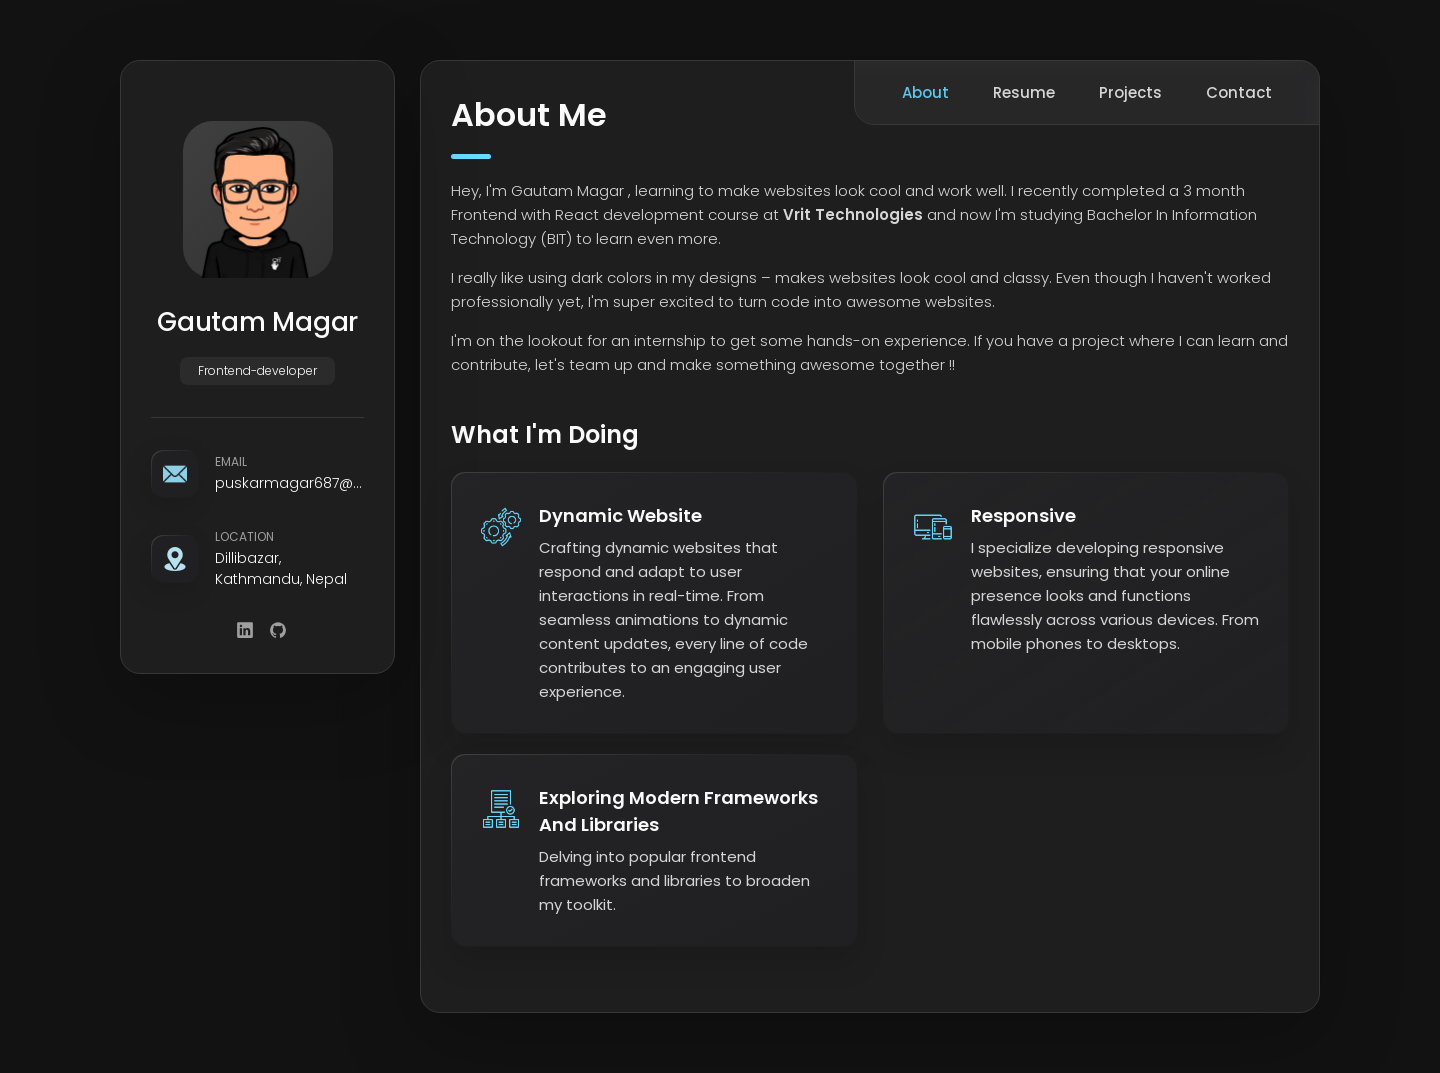 Gautam Magar
Frontend-developer
EMAIL
puskarmagar687@...
LOCATION
Dillibazar,
Kathmandu, Nepal
About
Resume
Projects
Contact
About Me
Hey, I'm Gautam Magar , learning to make websites look cool and work well. I recently completed a 3 month
Frontend with React development course at Vrit Technologies and now I'm studying Bachelor In Information
Technology (BIT) to learn even more.
I really like using dark colors in my designs – makes websites look cool and classy. Even though I haven't worked
professionally yet, I'm super excited to turn code into awesome websites.
I'm on the lookout for an internship to get some hands-on experience. If you have a project where I can learn and
contribute, let's team up and make something awesome together !!
What I'm Doing
Dynamic Website
Crafting dynamic websites that
respond and adapt to user
interactions in real-time. From
seamless animations to dynamic
content updates, every line of code
contributes to an engaging user
experience.
Responsive
I specialize developing responsive
websites, ensuring that your online
presence looks and functions
flawlessly across various devices. From
mobile phones to desktops.
Exploring Modern Frameworks
And Libraries
Delving into popular frontend
frameworks and libraries to broaden
my toolkit.